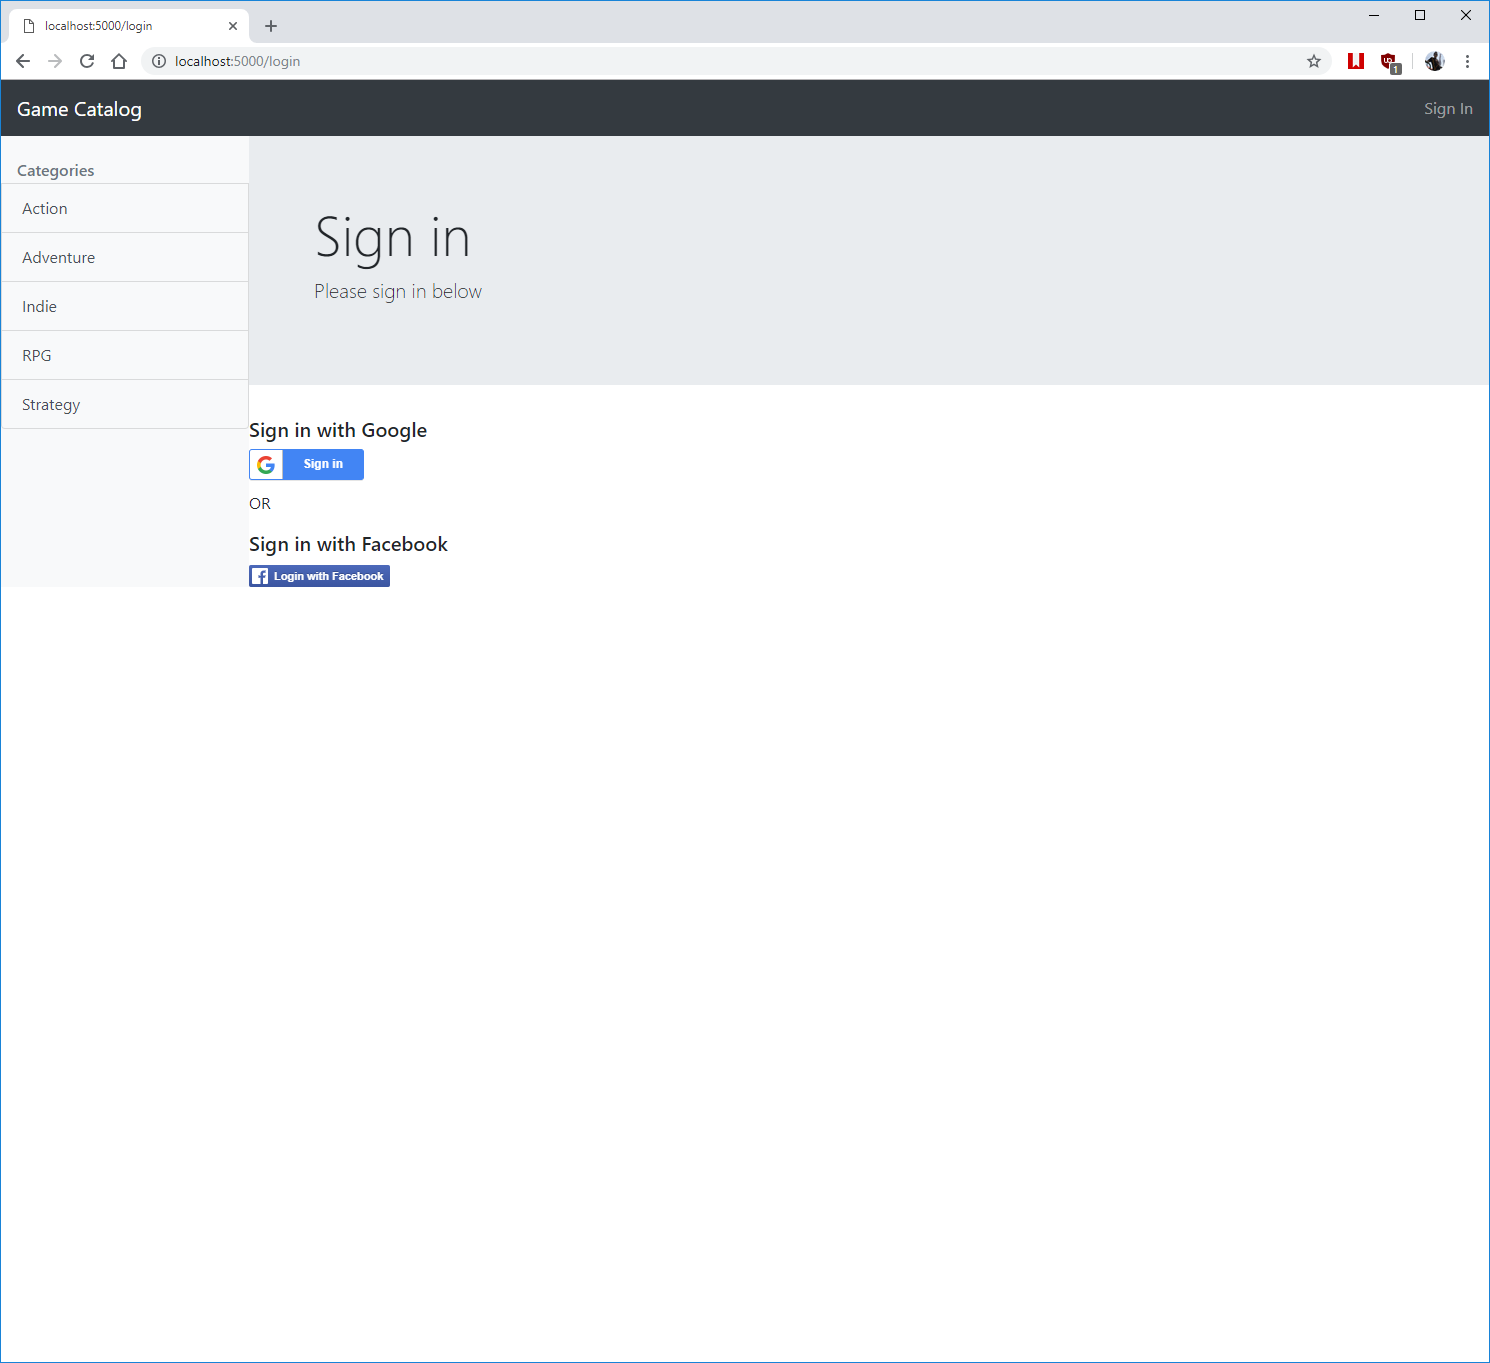 localhost:5000/login
localhost:5000/login
1
Game Catalog
Sign In
Categories
Action
Adventure
Indie
RPG
Strategy
Sign in
Please sign in below
Sign in with Google
Sign in
OR
Sign in with Facebook
Login with Facebook